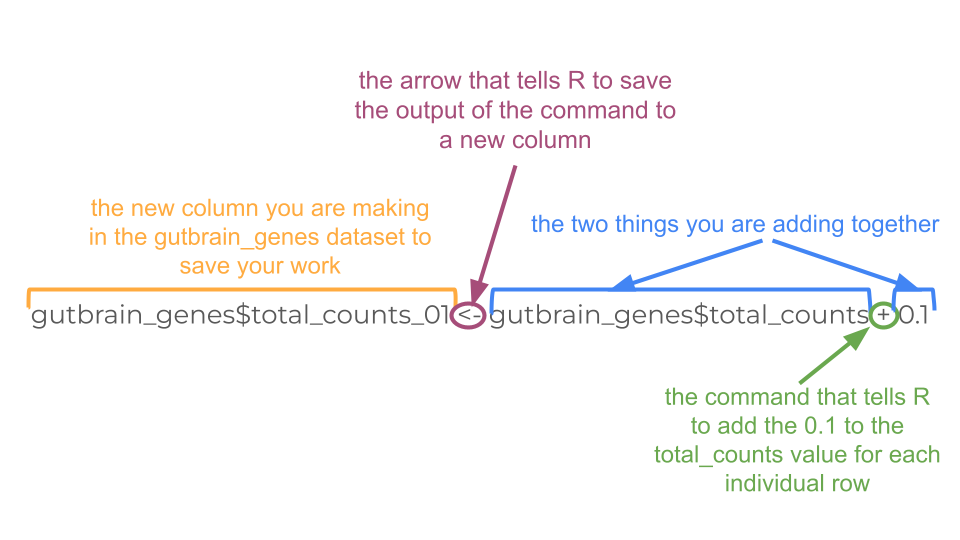 the arrow that tells R to save
the output of the command to
a new column
the new column you are making
in the gutbrain_genes dataset to
save your work
the two things you are adding together
gutbrain_genes$total_counts_01 <- gutbrain_genes$total_counts + 0.1
the command that tells R
to add the 0.1 to the
total_counts value for each
individual row